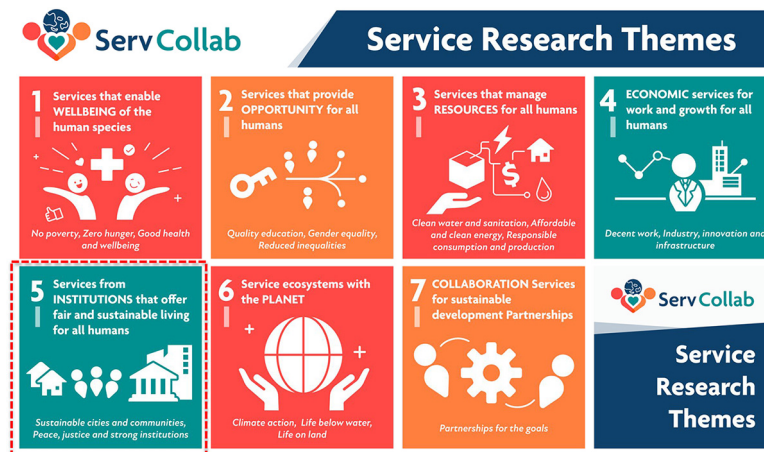 ServCollab
Service Research Themes
1
Services that enable
WELLBEING of the
human species
No poverty, Zero hunger, Good health
and wellbeing
2
Services that provide
OPPORTUNITY for all
humans
Quality education, Gender equality,
Reduced inequalities
3
Services that manage
RESOURCES for all humans
$
Clean water and sanitation, Affordable
and clean energy, Responsible
consumption and production
4
ECONOMIC services for
work and growth for all
humans
Decent work, Industry, innovation and
infrastructure
5
Services from
INSTITUTIONS that offer
fair and sustainable living
for all humans
Sustainable cities and communities,
Peace, justice and strong institutions
6
Service ecosystems with
the PLANET
Climate action, Life below water,
Life on land
7
COLLABORATION Services
for sustainable
development Partnerships
Partnerships for the goals
ServCollab
Service
Research
Themes